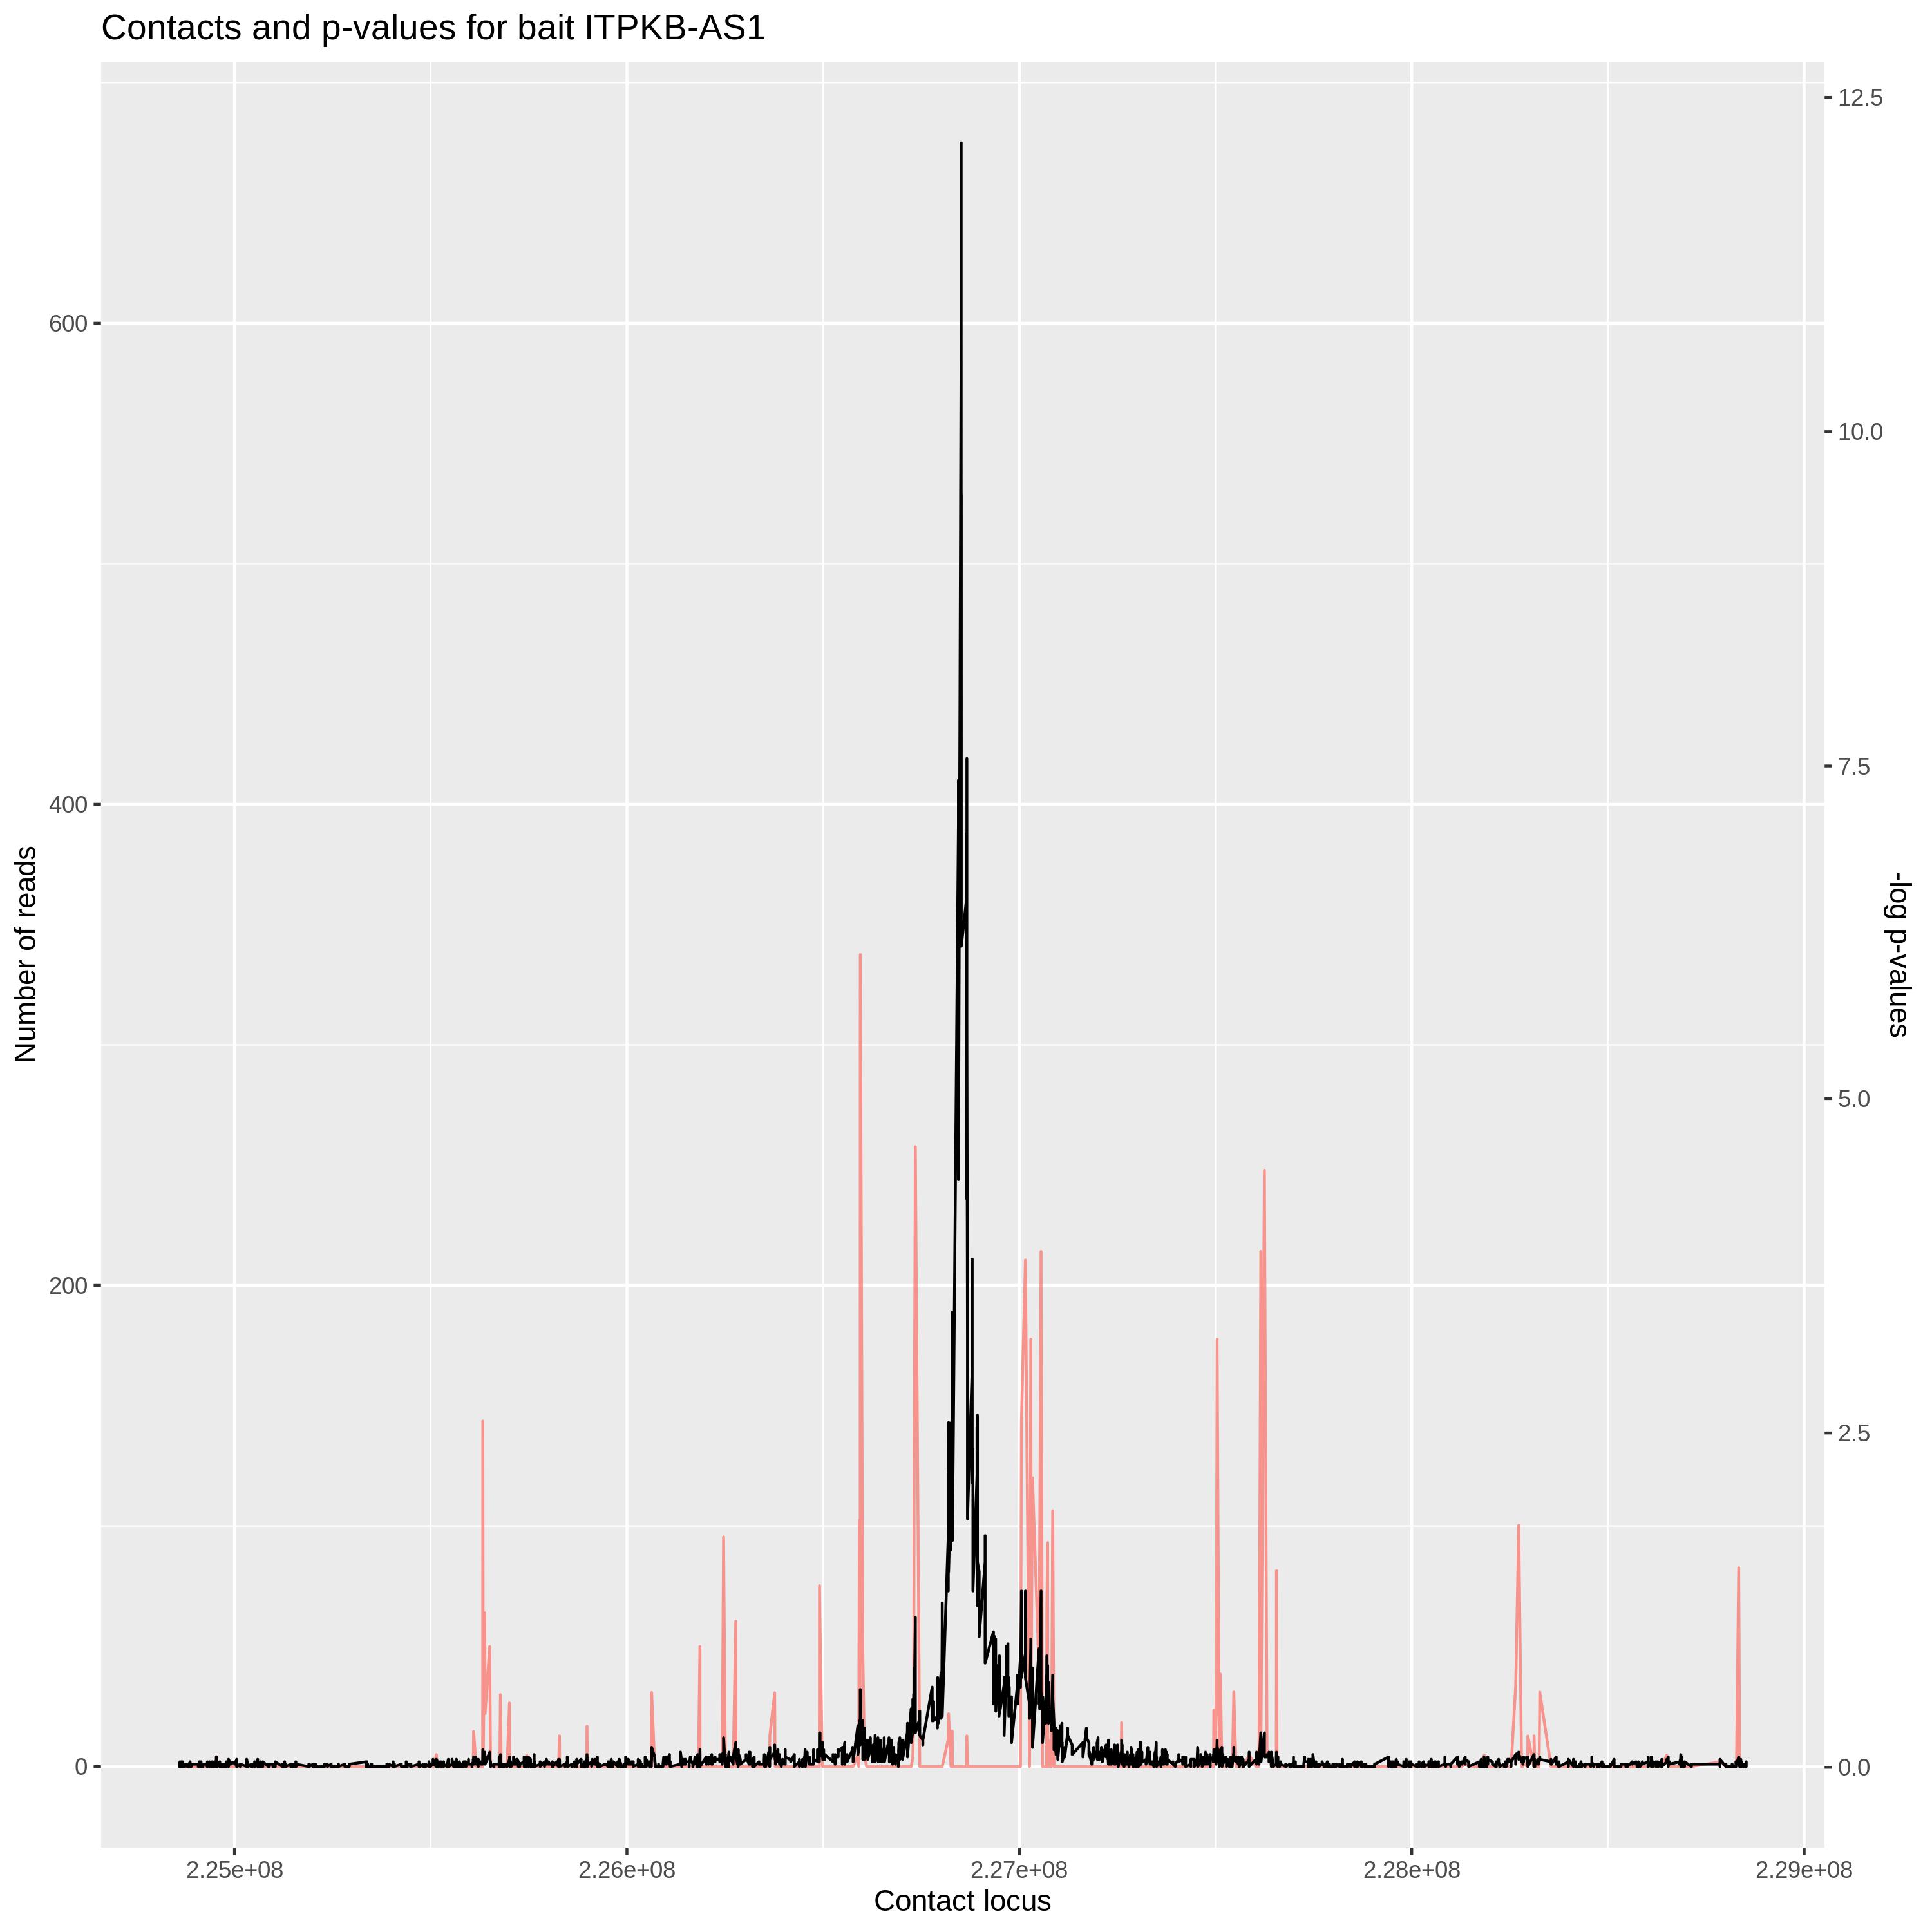 Contacts and p-values for bait ITPKB-AS1
12.5
600
10.0
7.5
400
Number of reads
-log p-values
5.0
200
2.5
0
0.0
2.25e+08
2.26e+08
2.27e+08
2.28e+08
2.29e+08
Contact locus